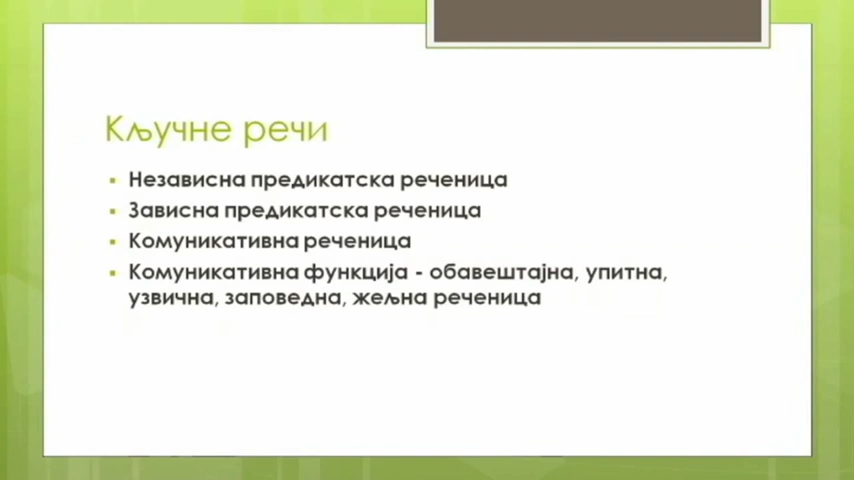 Кључне речи
Независна предикатска реченица
Зависна предикатска реченица
Комуникативна реченица
Комуникативна функција - обавештајна, упитна,
узвична, заповедна, жељна реченица